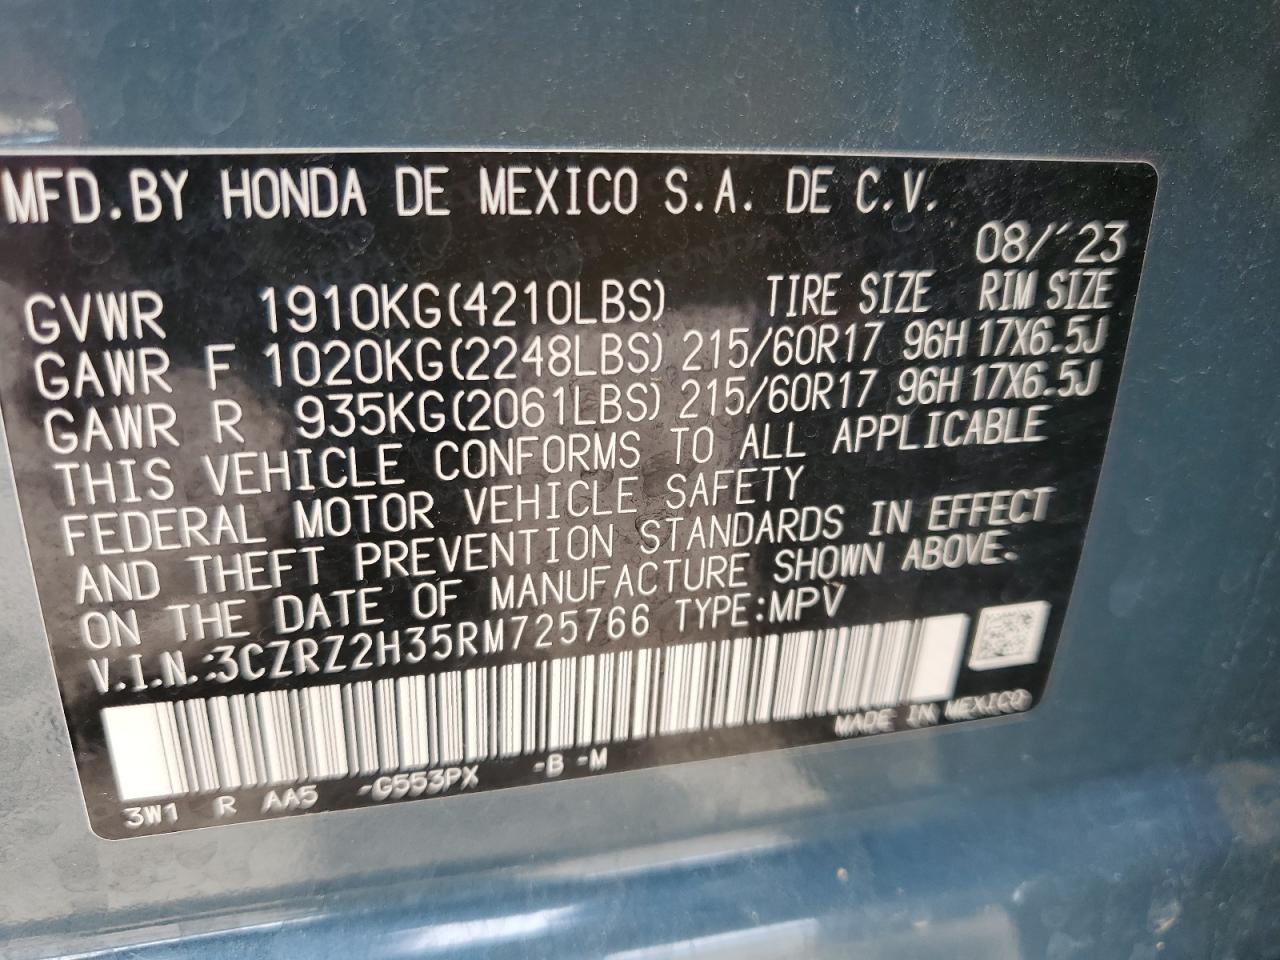 MFD.BY HONDA DE MEXICO S.A. DE C.V.
08/´23
GVWR 1910KG(4210LBS) TIRE SIZE RIM SIZE
GAWR F 1020KG(2248LBS) 215/60R17 96H 17X6.5J
GAWR R 935KG(2061LBS) 215/60R17 96H 17X6.5J
THIS VEHICLE CONFORMS TO ALL APPLICABLE
FEDERAL MOTOR VEHICLE SAFETY
AND THEFT PREVENTION STANDARDS IN EFFECT
ON THE DATE OF MANUFACTURE SHOWN ABOVE.
V.I.N.:3CZRZ2H35RM725766 TYPE:MPV
MADE IN MEXICO
3W1 R AA5 -G553PX -B -M